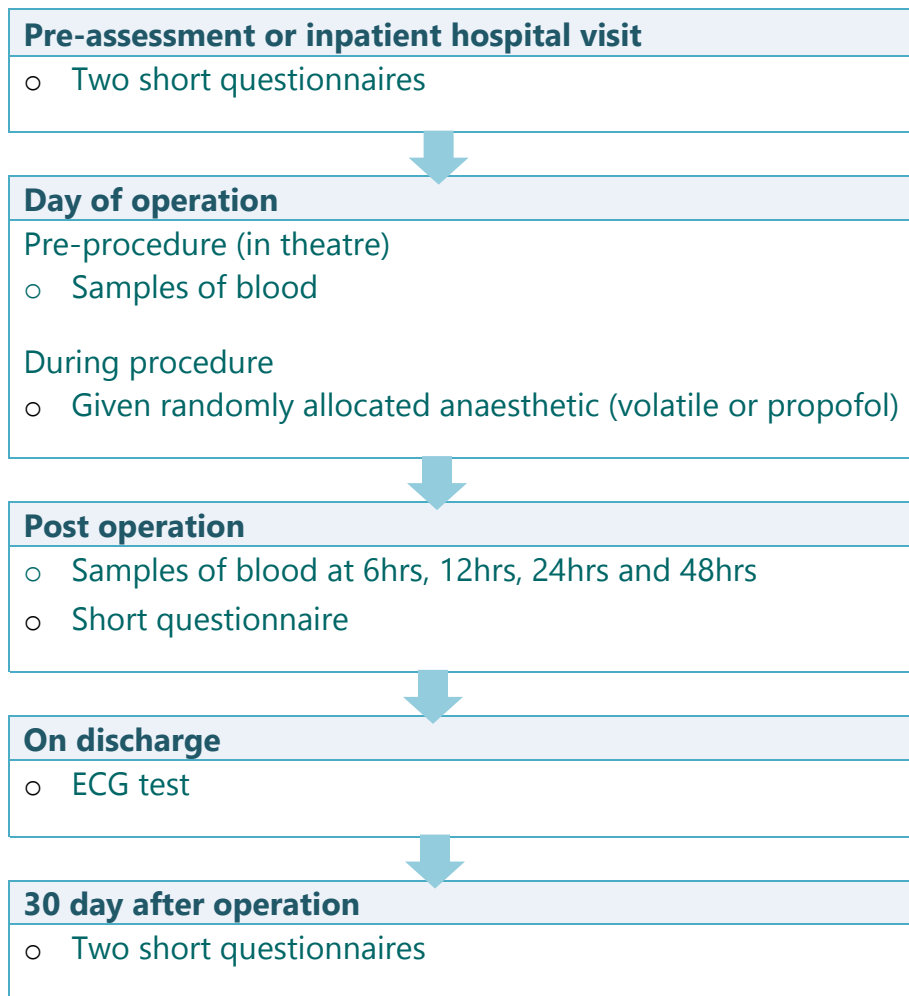 Pre-assessment or inpatient hospital visit
o Two short questionnaires
Day of operation
Pre-procedure (in theatre)
o Samples of blood
During procedure
o Given randomly allocated anaesthetic (volatile or propofol)
Post operation
o Samples of blood at 6hrs, 12hrs, 24hrs and 48hrs
o Short questionnaire
On discharge
o ECG test
30 day after operation
o Two short questionnaires